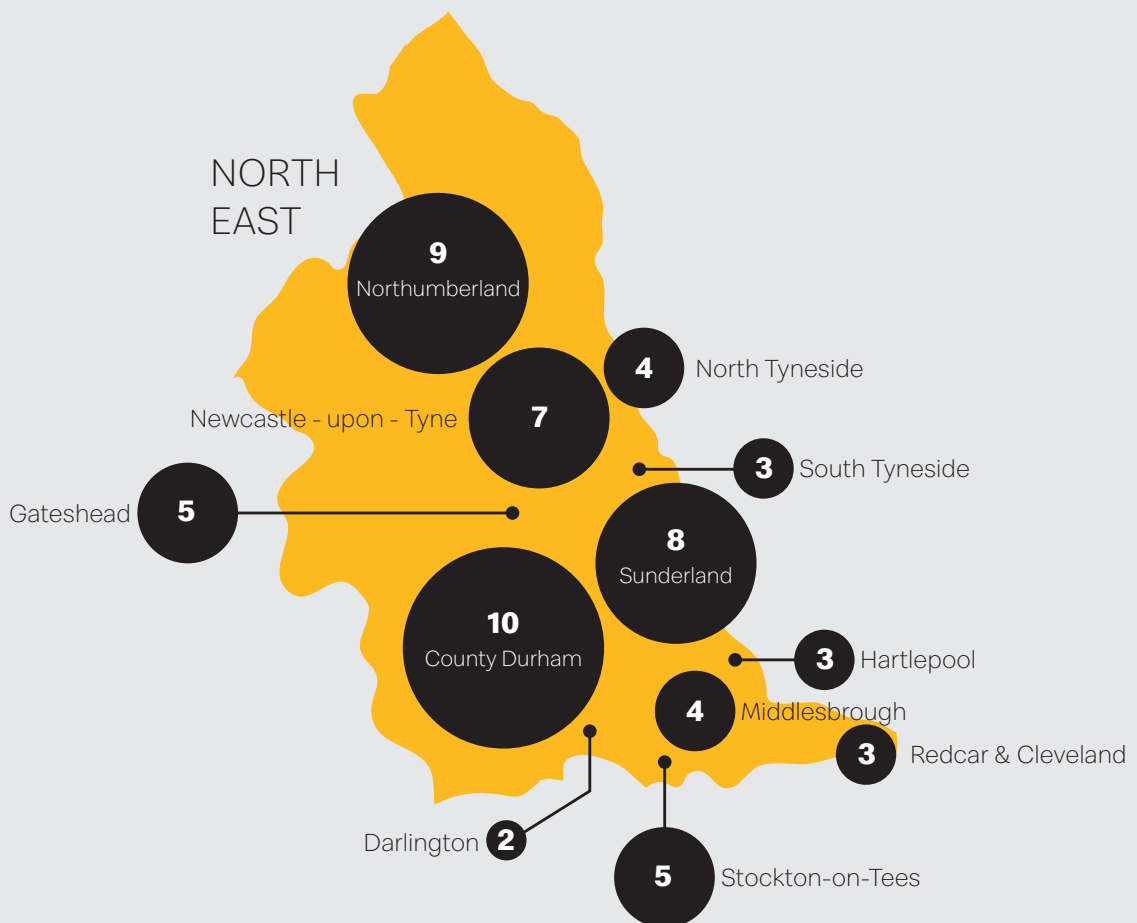 NORTH
EAST
9
Northumberland
4 North Tyneside
Newcastle - upon - Tyne 7
3 South Tyneside
Gateshead 5
8
Sunderland
10
County Durham
3 Hartlepool
4 Middlesbrough
3 Redcar & Cleveland
Darlington 2
5 Stockton-on-Tees